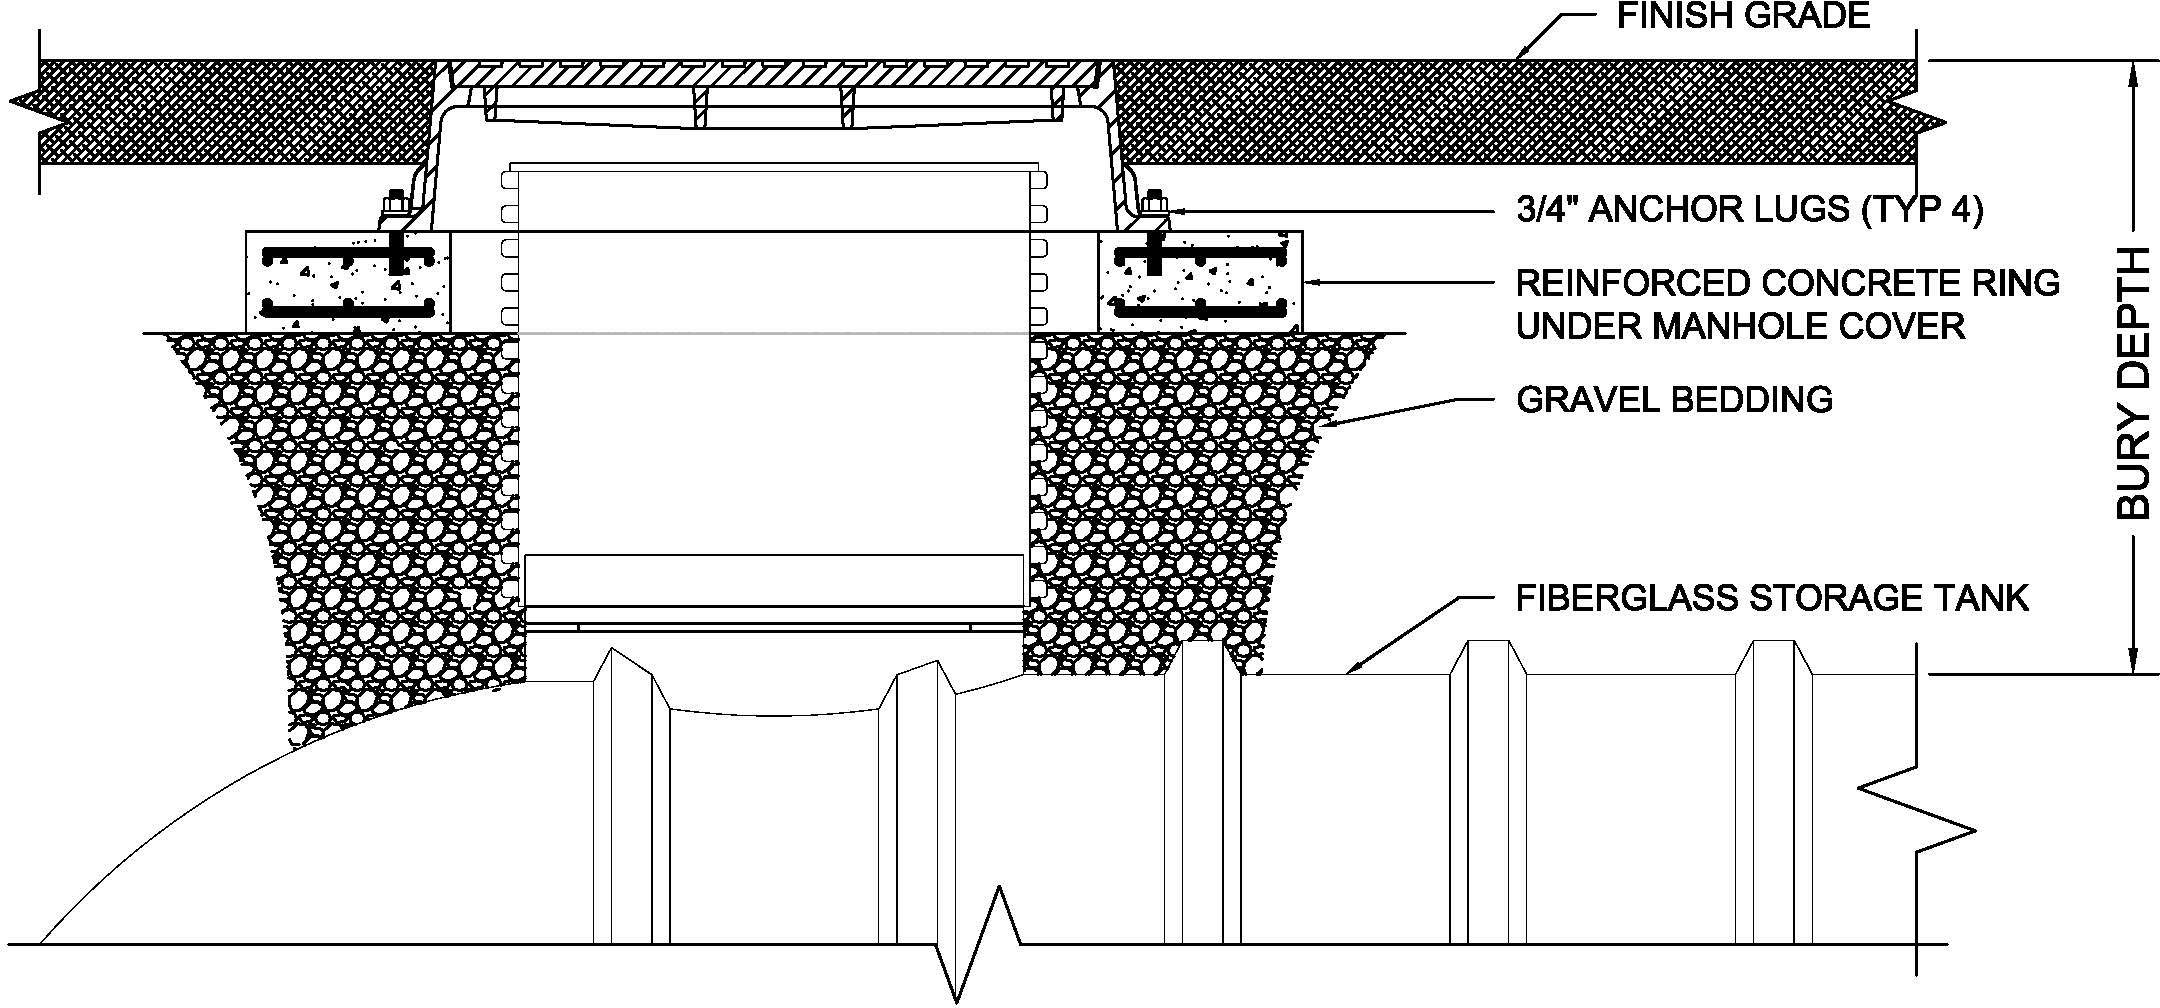 FINISH GRADE
3/4" ANCHOR LUGS (TYP 4)
REINFORCED CONCRETE RING
UNDER MANHOLE COVER
GRAVEL BEDDING
BURY DEPTH
FIBERGLASS STORAGE TANK